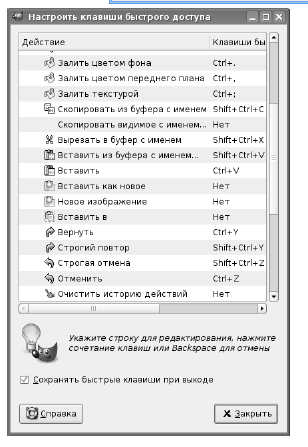 Настроить клавиши быстрого доступа
Действие Клавиши бы
Залить цветом фона Ctrl+.
Залить цветом переднего плана Ctrl+,
Залить текстурой Ctrl+;
Скопировать из буфера с именем Shift+Ctrl+C
Скопировать видимое с именем... Нет
Вырезать в буфер с именем Shift+Ctrl+X
Вставить из буфера с именем... Shift+Ctrl+V
Вставить Ctrl+V
Вставить как новое Нет
Новое изображение Нет
Вставить в Нет
Вернуть Ctrl+Y
Строгий повтор Shift+Ctrl+Y
Строгая отмена Shift+Ctrl+Z
Отменить Ctrl+Z
Очистить историю действий Нет
Укажите строку для редактирования, нажмите
сочетание клавиш или Backspace для отмены
Сохранять быстрые клавиши при выходе
Справка Закрыть